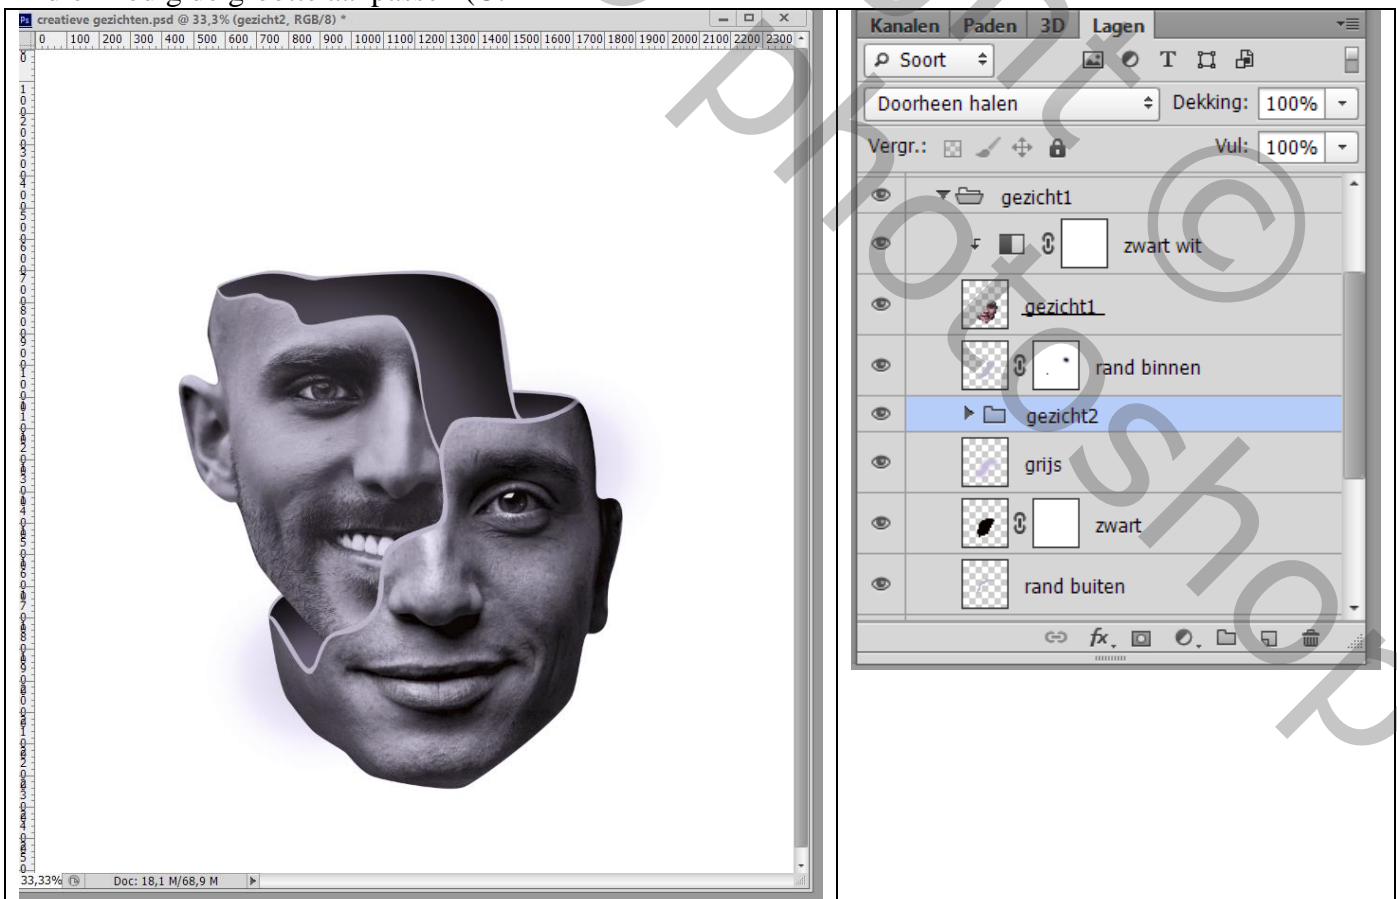 creatieve gezichten.psd @ 33,3% (gezicht2, RGB/8) *
0 100 200 300 400 500 600 700 800 900 1000 1100 1200 1300 1400 1500 1600 1700 1800 1900 2000 2100 2200 2300
33,33% Doc: 18,1 M/68,9 M
Kanalen Paden 3D Lagen
Soort
Doorheen halen Dekking: 100%
Vergr.: Vul: 100%
gezicht1
zwart wit
gezicht1
rand binnen
gezicht2
grijs
zwart
rand buiten
photoshop
©